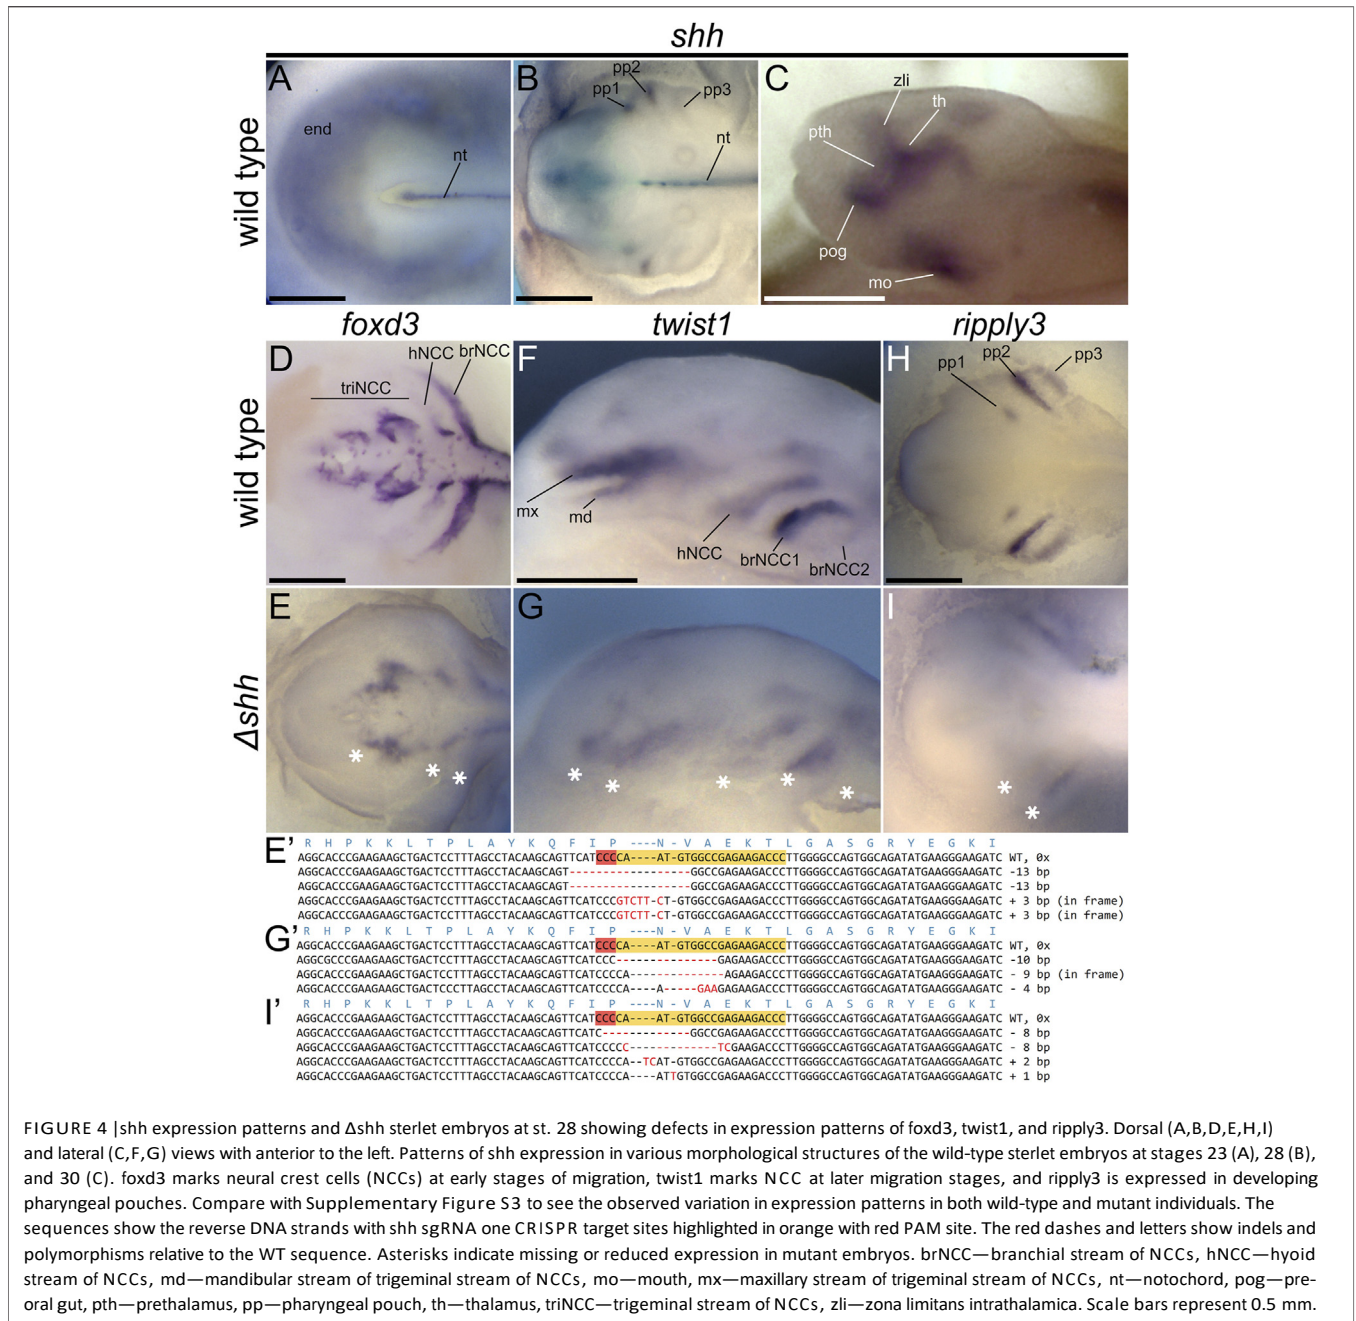 shh
A
end
nt
B
pp1
pp2
pp3
nt
C
zli
th
pth
pog
mo
wild type
foxd3
twist1
ripply3
D
triNCC
hNCC
brNCC
F
mx
md
hNCC
brNCC1
brNCC2
H
pp1
pp2
pp3
wild type
E
*
*
*
G
*
*
*
*
*
I
*
*
Δshh
E’
R H P K K L T P L A Y K Q F I P ----N - V A E K T L G A S G R Y E G K I
AGGCACCCGAAGAAGCTGACTCCTTTAGCCTACAAGCAGTTCATCCCCA----AT-GTGGCCGAGAAGACCCTTGGGGCCAGTGGCAGATATGAAGGGAAGATC WT, 0x
AGGCACCCGAAGAAGCTGACTCCTTTAGCCTACAAGCAGT------------------GGCCGAGAAGACCCTTGGGGCCAGTGGCAGATATGAAGGGAAGATC -13 bp
AGGCACCCGAAGAAGCTGACTCCTTTAGCCTACAAGCAGT------------------GGCCGAGAAGACCCTTGGGGCCAGTGGCAGATATGAAGGGAAGATC -13 bp
AGGCACCCGAAGAAGCTGACTCCTTTAGCCTACAAGCAGTTCATCCCGTCTT-CT-GTGGCCGAGAAGACCCTTGGGGCCAGTGGCAGATATGAAGGGAAGATC + 3 bp (in frame)
AGGCACCCGAAGAAGCTGACTCCTTTAGCCTACAAGCAGTTCATCCCGTCTT-CT-GTGGCCGAGAAGACCCTTGGGGCCAGTGGCAGATATGAAGGGAAGATC + 3 bp (in frame)
G’
R H P K K L T P L A Y K Q F I P ----N - V A E K T L G A S G R Y E G K I
AGGCACCCGAAGAAGCTGACTCCTTTAGCCTACAAGCAGTTCATCCCCA----AT-GTGGCCGAGAAGACCCTTGGGGCCAGTGGCAGATATGAAGGGAAGATC WT, 0x
AGGCGCCCGAAGAAGCTGACTCCTTTAGCCTACAAGCAGTTCATCCC---------------GAGAAGACCCTTGGGGCCAGTGGCAGATATGAAGGGAAGATC -10 bp
AGGCACCCGAAGAAGCTGACTCCTTTAGCCTACAAGCAGTTCATCCCCA--------------AGAAGACCCTTGGGGCCAGTGGCAGATATGAAGGGAAGATC - 9 bp (in frame)
AGGCACCCGAAGAAGCTGACTCCTTTAGCCTACAAGCAGTTCATCCCCA----A-----GAAGAGAAGACCCTTGGGGCCAGTGGCAGATATGAAGGGAAGATC - 4 bp
I’
R H P K K L T P L A Y K Q F I P ----N - V A E K T L G A S G R Y E G K I
AGGCACCCGAAGAAGCTGACTCCTTTAGCCTACAAGCAGTTCATCCCCA----AT-GTGGCCGAGAAGACCCTTGGGGCCAGTGGCAGATATGAAGGGAAGATC WT, 0x
AGGCACCCGAAGAAGCTGACTCCTTTAGCCTACAAGCAGTTCATC-------------GGCCGAGAAGACCCTTGGGGCCAGTGGCAGATATGAAGGGAAGATC - 8 bp
AGGCACCCGAAGAAGCTGACTCCTTTAGCCTACAAGCAGTTCATCCCCC-------------TCGAAGACCCTTGGGGCCAGTGGCAGATATGAAGGGAAGATC - 8 bp
AGGCACCCGAAGAAGCTGACTCCTTTAGCCTACAAGCAGTTCATCCCCA--TCAT-GTGGCCGAGAAGACCCTTGGGGCCAGTGGCAGATATGAAGGGAAGATC + 2 bp
AGGCACCCGAAGAAGCTGACTCCTTTAGCCTACAAGCAGTTCATCCCCA----ATTGTGGCCGAGAAGACCCTTGGGGCCAGTGGCAGATATGAAGGGAAGATC + 1 bp
FIGURE 4 |shh expression patterns and Δshh sterlet embryos at st. 28 showing defects in expression patterns of foxd3, twist1, and ripply3. Dorsal (A,B,D,E,H,I)
and lateral (C,F,G) views with anterior to the left. Patterns of shh expression in various morphological structures of the wild-type sterlet embryos at stages 23 (A), 28 (B),
and 30 (C). foxd3 marks neural crest cells (NCCs) at early stages of migration, twist1 marks NCC at later migration stages, and ripply3 is expressed in developing
pharyngeal pouches. Compare with Supplementary Figure S3 to see the observed variation in expression patterns in both wild-type and mutant individuals. The
sequences show the reverse DNA strands with shh sgRNA one CRISPR target sites highlighted in orange with red PAM site. The red dashes and letters show indels and
polymorphisms relative to the WT sequence. Asterisks indicate missing or reduced expression in mutant embryos. brNCC—branchial stream of NCCs, hNCC—hyoid
stream of NCCs, md—mandibular stream of trigeminal stream of NCCs, mo—mouth, mx—maxillary stream of trigeminal stream of NCCs, nt—notochord, pog—pre-
oral gut, pth—prethalamus, pp—pharyngeal pouch, th—thalamus, triNCC—trigeminal stream of NCCs, zli—zona limitans intrathalamica. Scale bars represent 0.5 mm.